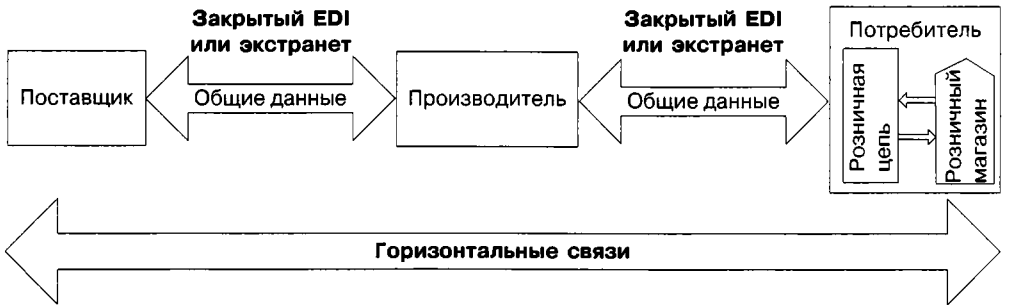 Закрытый EDI
или экстранет
Закрытый EDI
или экстранет
Потребитель
Поставщик
Общие данные
Производитель
Общие данные
Розничная
цепь
Розничный
магазин
Горизонтальные связи